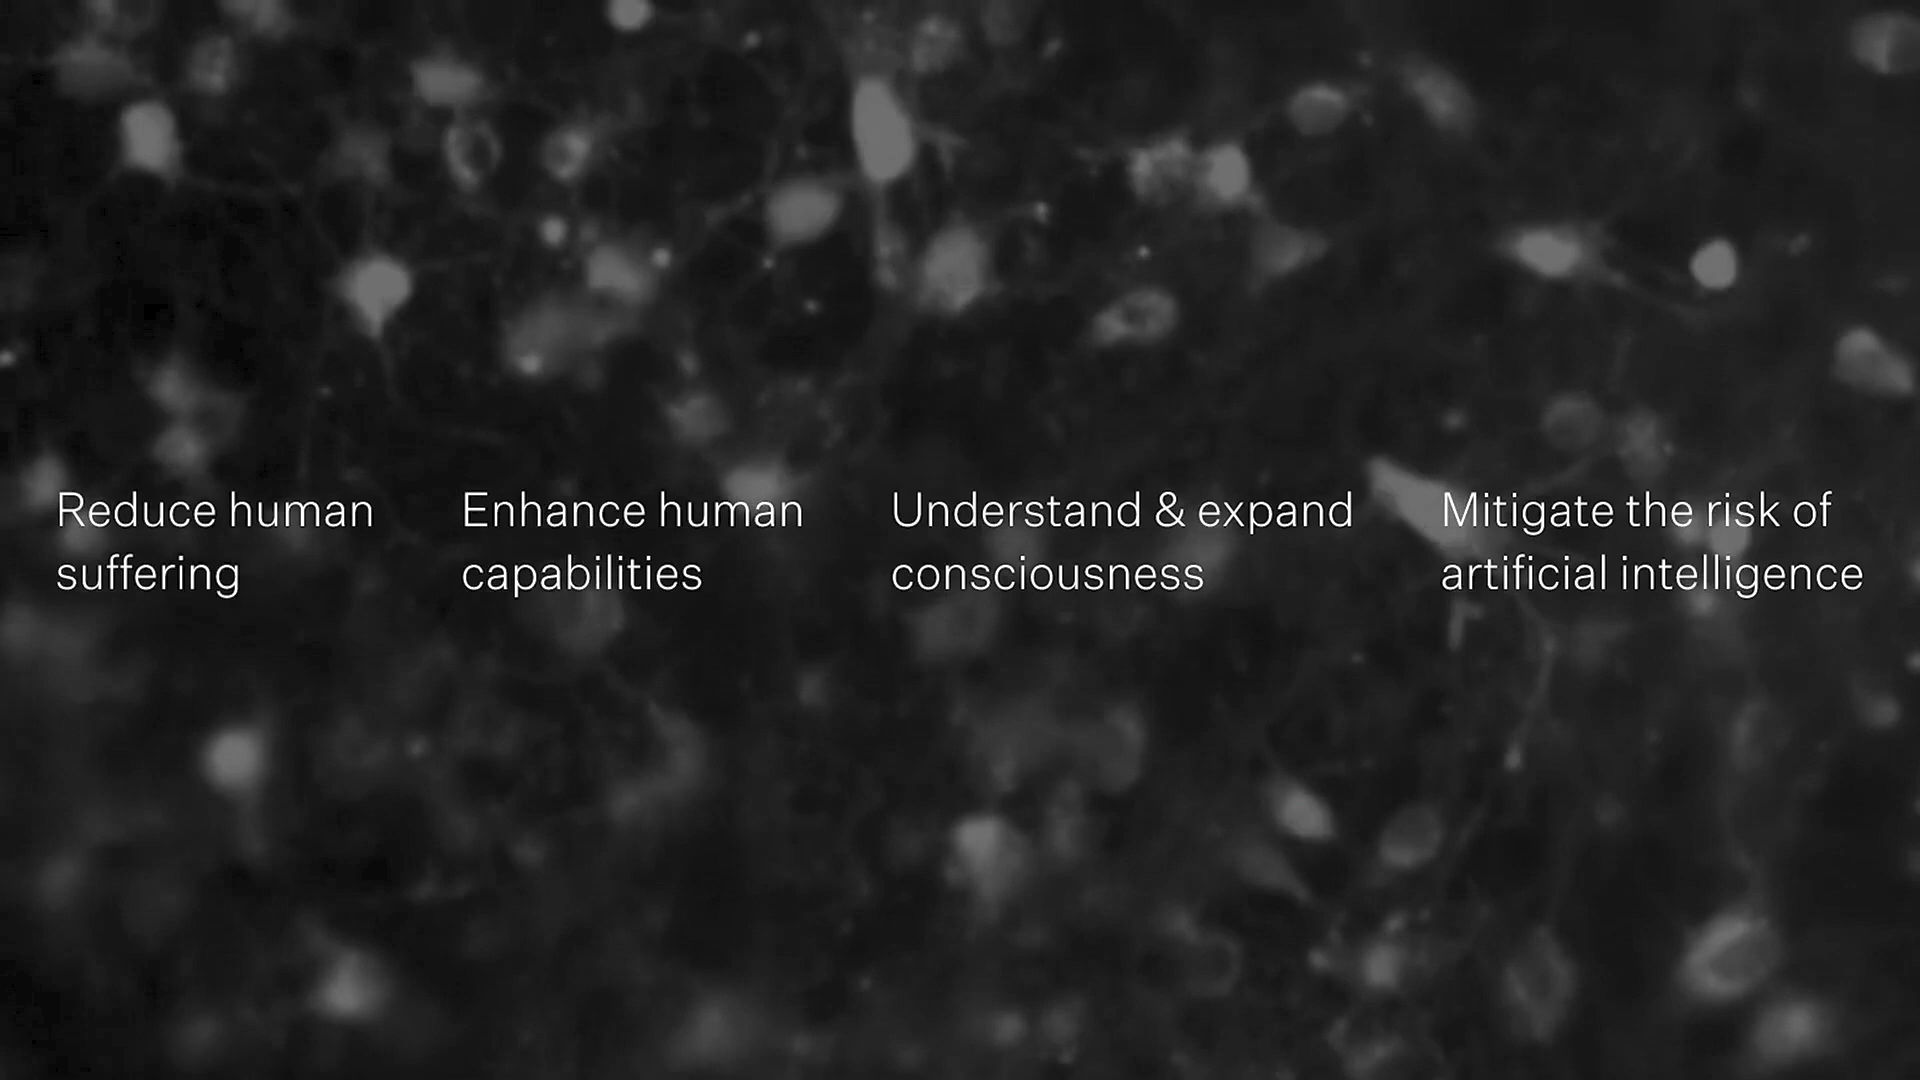 Reduce human
suffering
Enhance human
capabilities
Understand & expand
consciousness
Mitigate the risk of
artificial intelligence